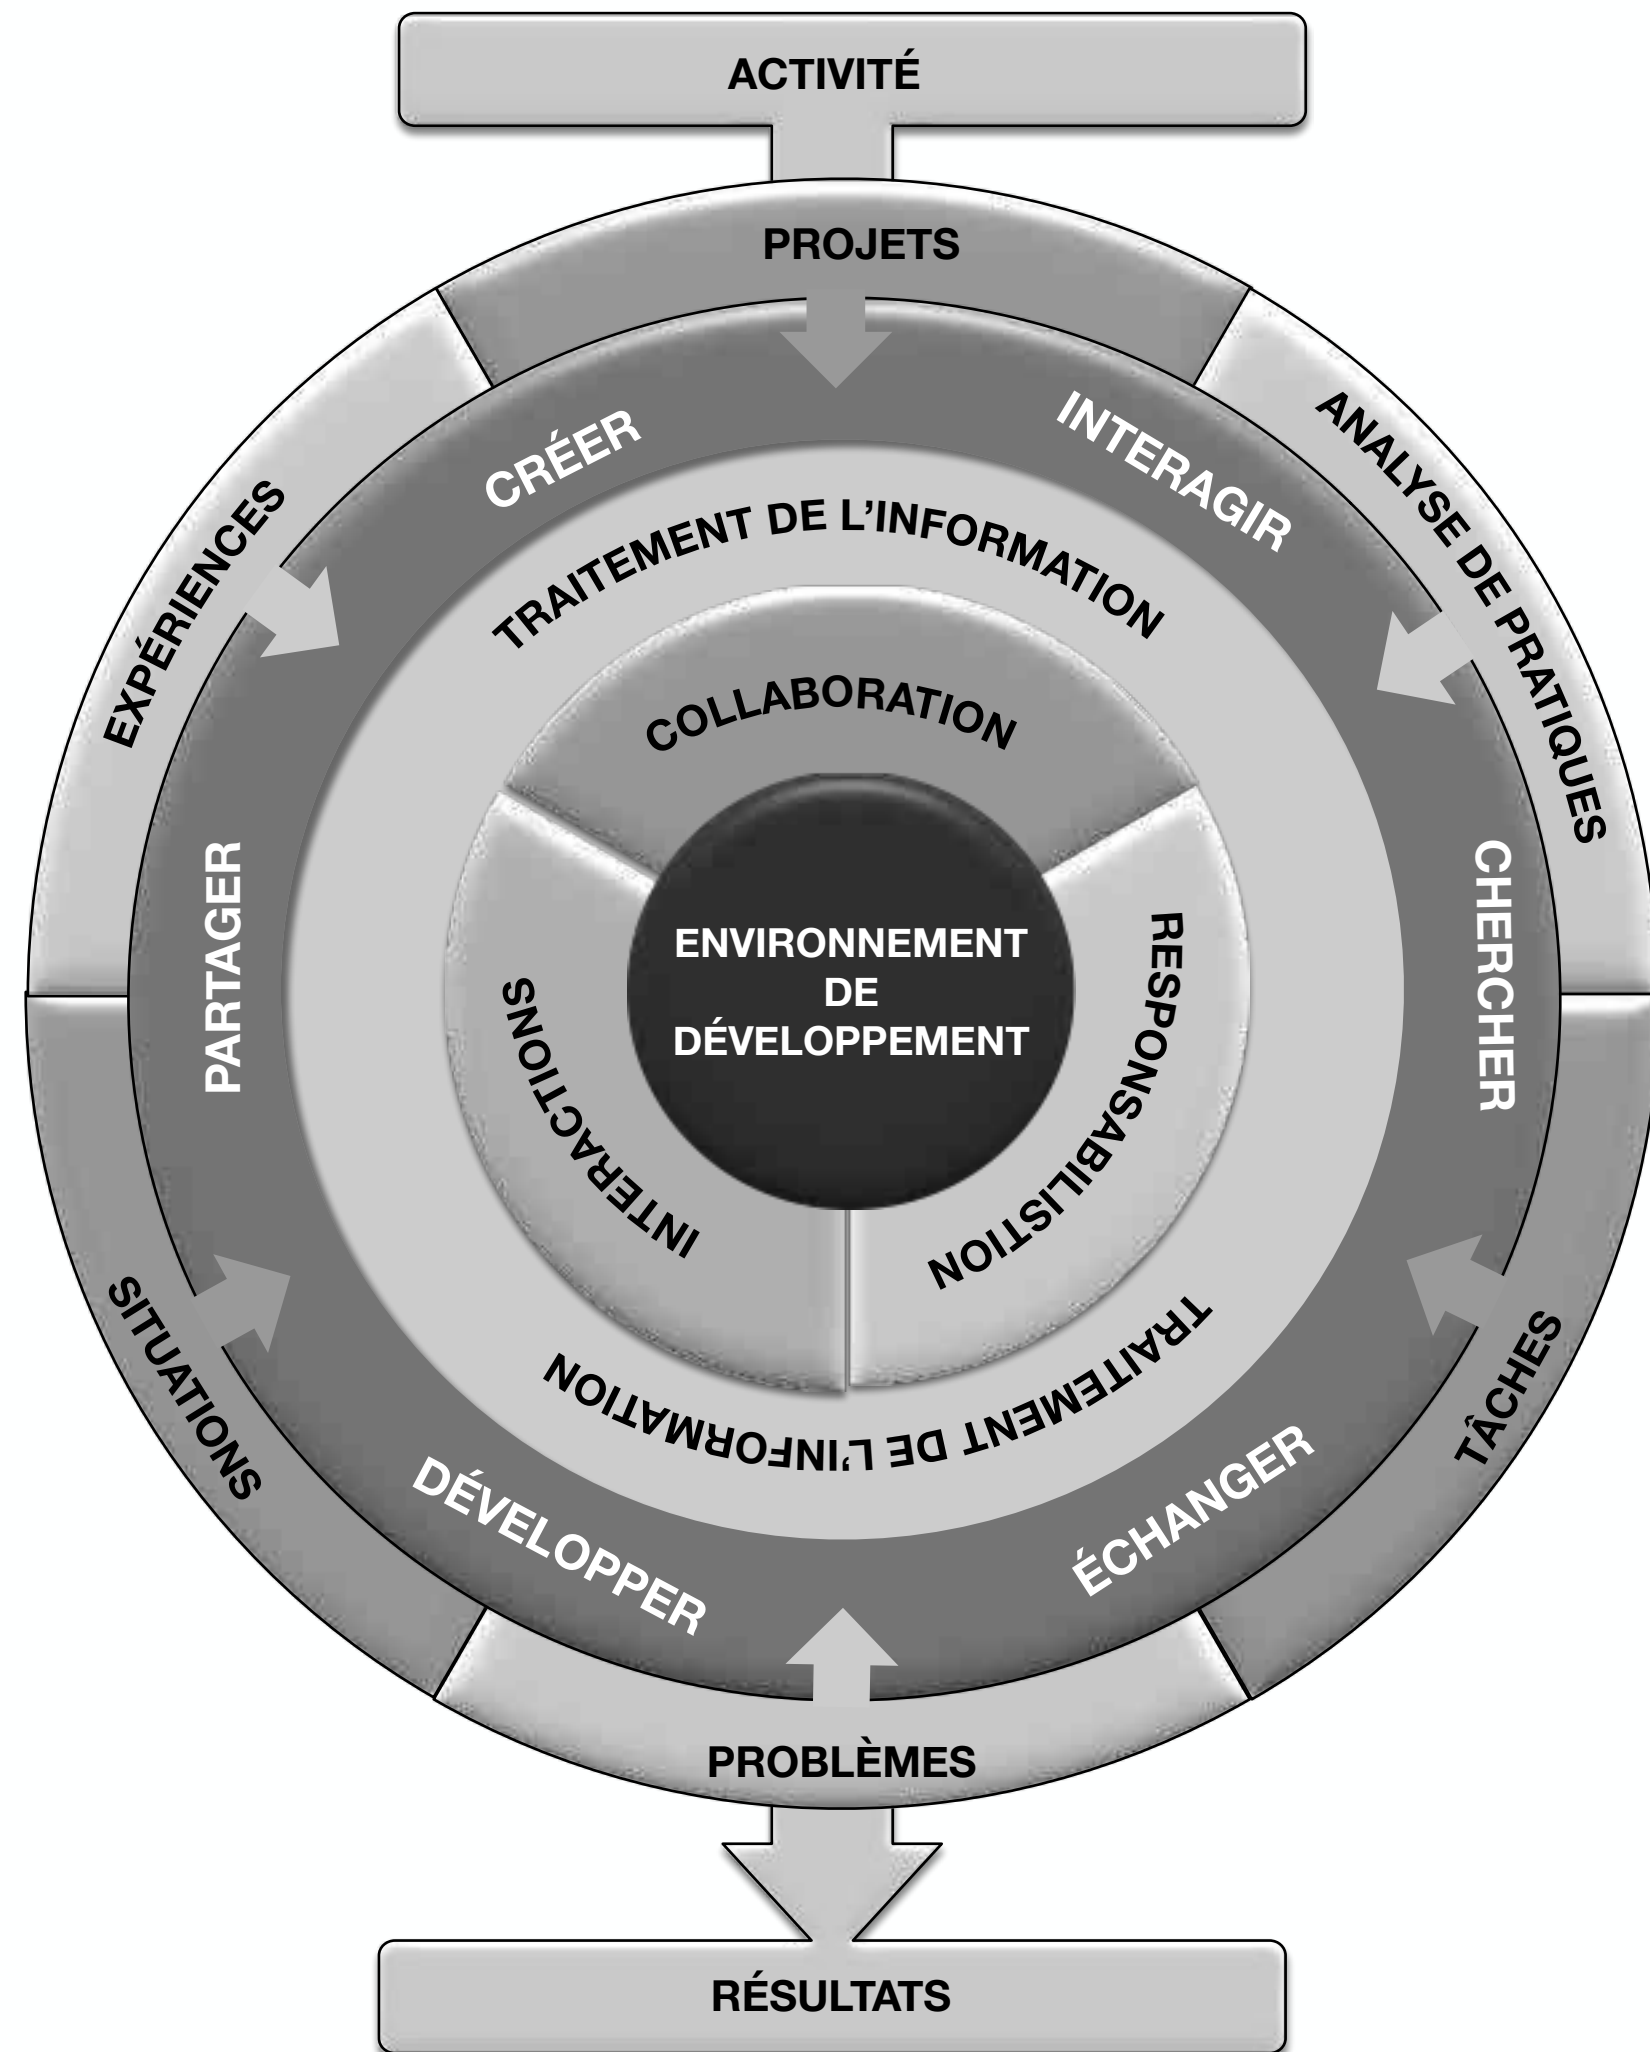 ACTIVITÉ
PROJETS
EXPÉRIENCES
ANALYSE DE PRATIQUES
CRÉER
INTERAGIR
TRAITEMENT DE L'INFORMATION
COLLABORATION
PARTAGER
CHERCHER
ENVIRONNEMENT
DE
DÉVELOPPEMENT
INTERACTIONS
RESPONSABILISTION
TRAITEMENT DE L'INFORMATION
SITUATIONS
TÂCHES
DÉVELOPPER
ÉCHANGER
PROBLÈMES
RÉSULTATS